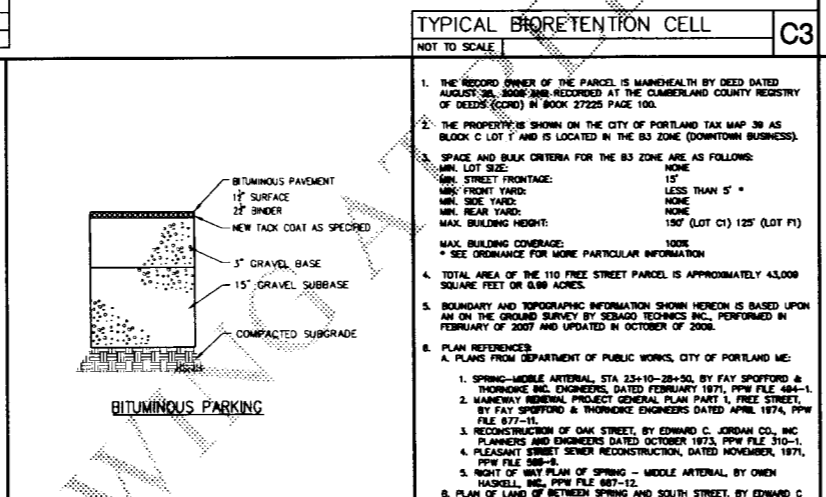 TYPICAL BIORETENTION CELL
C3
NOT TO SCALE
BITUMINOUS PAVEMENT
1½" SURFACE
2½" BINDER
NEW TACK COAT AS SPECIFIED
3" GRAVEL BASE
15" GRAVEL SUBBASE
COMPACTED SUBGRADE
BITUMINOUS PARKING
1. THE RECORD OWNER OF THE PARCEL IS MAINEHEALTH BY DEED DATED
AUGUST AND RECORDED AT THE CUMBERLAND COUNTY REGISTRY
OF DEEDS (CCRD) IN BOOK 27225 PAGE 100.
2. THE PROPERTY IS SHOWN ON THE CITY OF PORTLAND TAX MAP 39 AS
BLOCK C LOT 1 AND IS LOCATED IN THE B3 ZONE (DOWNTOWN BUSINESS).
3. SPACE AND BULK CRITERIA FOR THE B3 ZONE ARE AS FOLLOWS:
MIN. LOT SIZE: NONE
MIN. STREET FRONTAGE: 15'
MIN. FRONT YARD: LESS THAN 5' *
MIN. SIDE YARD: NONE
MIN. REAR YARD: NONE
MAX. BUILDING HEIGHT: 150' (LOT C1) 125' (LOT F1)
MAX. BUILDING COVERAGE: 100%
* SEE ORDINANCE FOR MORE PARTICULAR INFORMATION
4. TOTAL AREA OF THE 110 FREE STREET PARCEL IS APPROXIMATELY 43,009
SQUARE FEET OR 0.99 ACRES.
5. BOUNDARY AND TOPOGRAPHIC INFORMATION SHOWN HEREON IS BASED UPON
AN ON THE GROUND SURVEY BY SEBAGO TECHNICS INC., PERFORMED IN
FEBRUARY OF 2007 AND UPDATED IN OCTOBER OF 2009.
6. PLAN REFERENCES:
A. PLANS FROM DEPARTMENT OF PUBLIC WORKS, CITY OF PORTLAND ME:
1. SPRING-MIDDLE ARTERIAL, STA 23+10-28+50, BY FAY SPOFFORD &
THORNDIKE INC. ENGINEERS, DATED FEBRUARY 1971, PPW FILE 484-1.
2. MAINEWAY RENEWAL PROJECT GENERAL PLAN PART 1, FREE STREET,
BY FAY SPOFFORD & THORNDIKE ENGINEERS DATED APRIL 1974, PPW
FILE 677-11.
3. RECONSTRUCTION OF OAK STREET, BY EDWARD C. JORDAN CO., INC
PLANNERS AND ENGINEERS DATED OCTOBER 1973, PPW FILE 310-1.
4. PLEASANT STREET SEWER RECONSTRUCTION, DATED NOVEMBER, 1971,
PPW FILE
5. RIGHT OF WAY PLAN OF SPRING - MIDDLE ARTERIAL, BY OWEN
HASKELL, INC., PPW FILE 687-12.
B. PLAN OF LAND OF BETWEEN SPRING AND SOUTH STREET, BY EDWARD C